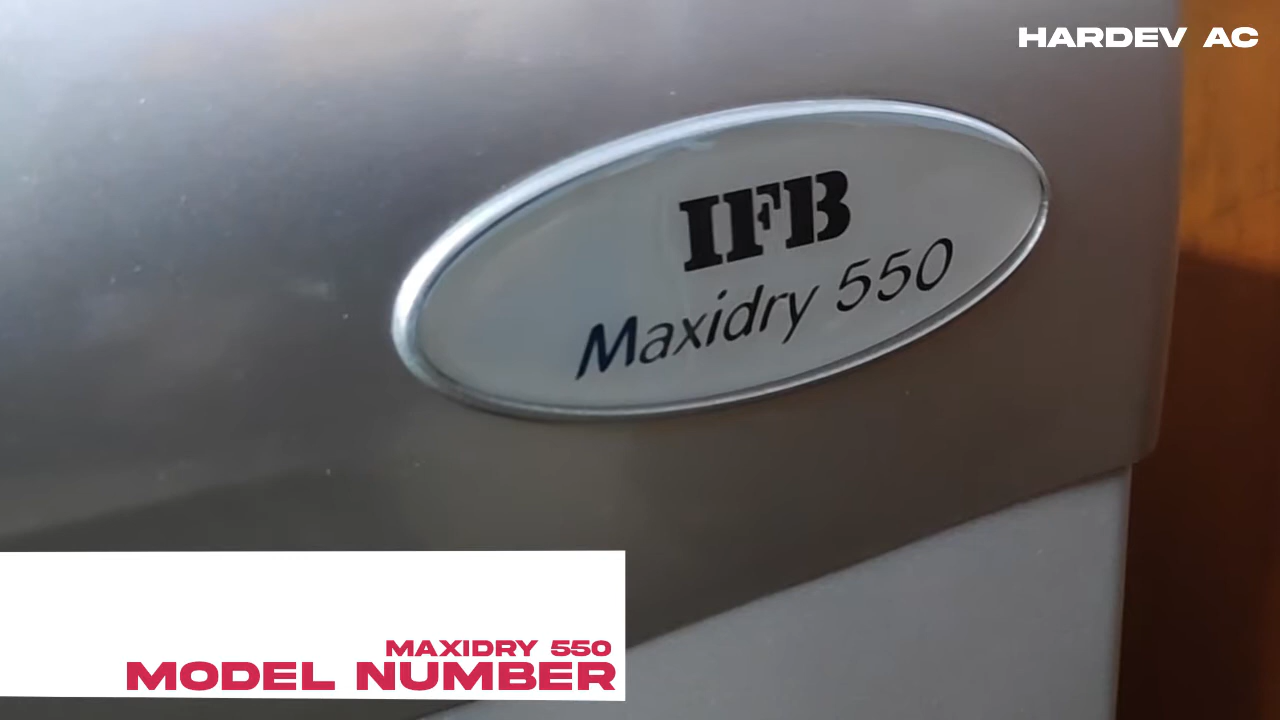 HARDEV AC
IFB
Maxidry 550
MAXIDRY 550
MODEL NUMBER